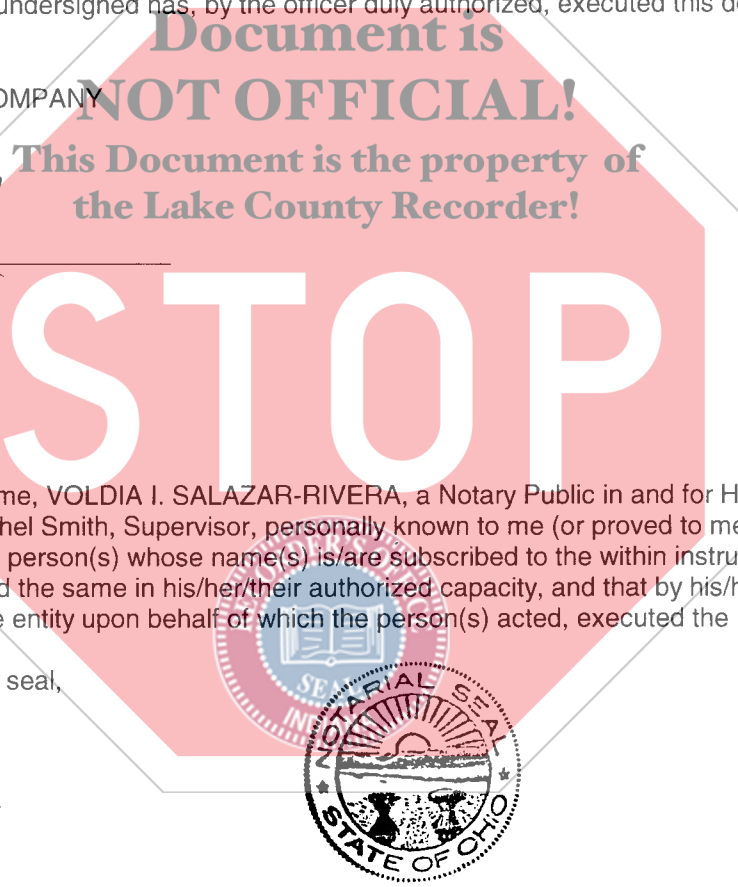 undersigned has, by the officer duly authorized, executed this d
Document is
OMPANY
NOT OFFICIAL!
This Document is the property of
the Lake County Recorder!
STOP
me, VOLDIA I. SALAZAR-RIVERA, a Notary Public in and for H
hel Smith, Supervisor, personally known to me (or proved to me
person(s) whose name(s) is/are subscribed to the within instru
d the same in his/her/their authorized capacity, and that by his/h
e entity upon behalf of which the person(s) acted, executed the
RECORDER'S OFFICE
seal,
SEAL
NOTARIAL SEAL
STATE OF OHIO